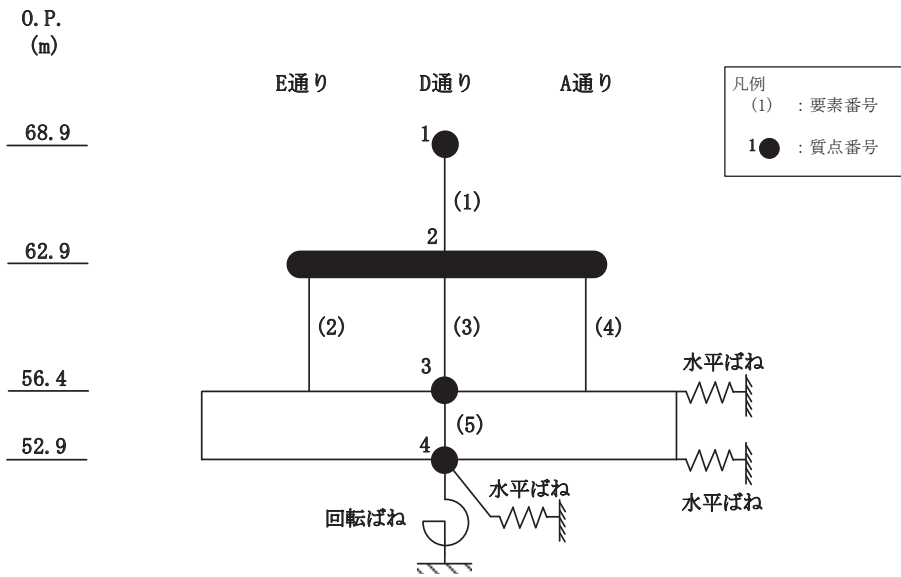 O.P.
(m)
E通り D通り A通り
凡例
(1) :要素番号
1 :質点番号
68.9
1
(1)
2
62.9
(2) (3) (4)
3
水平ばね
56.4
(5)
52.9
4
水平ばね
水平ばね
回転ばね